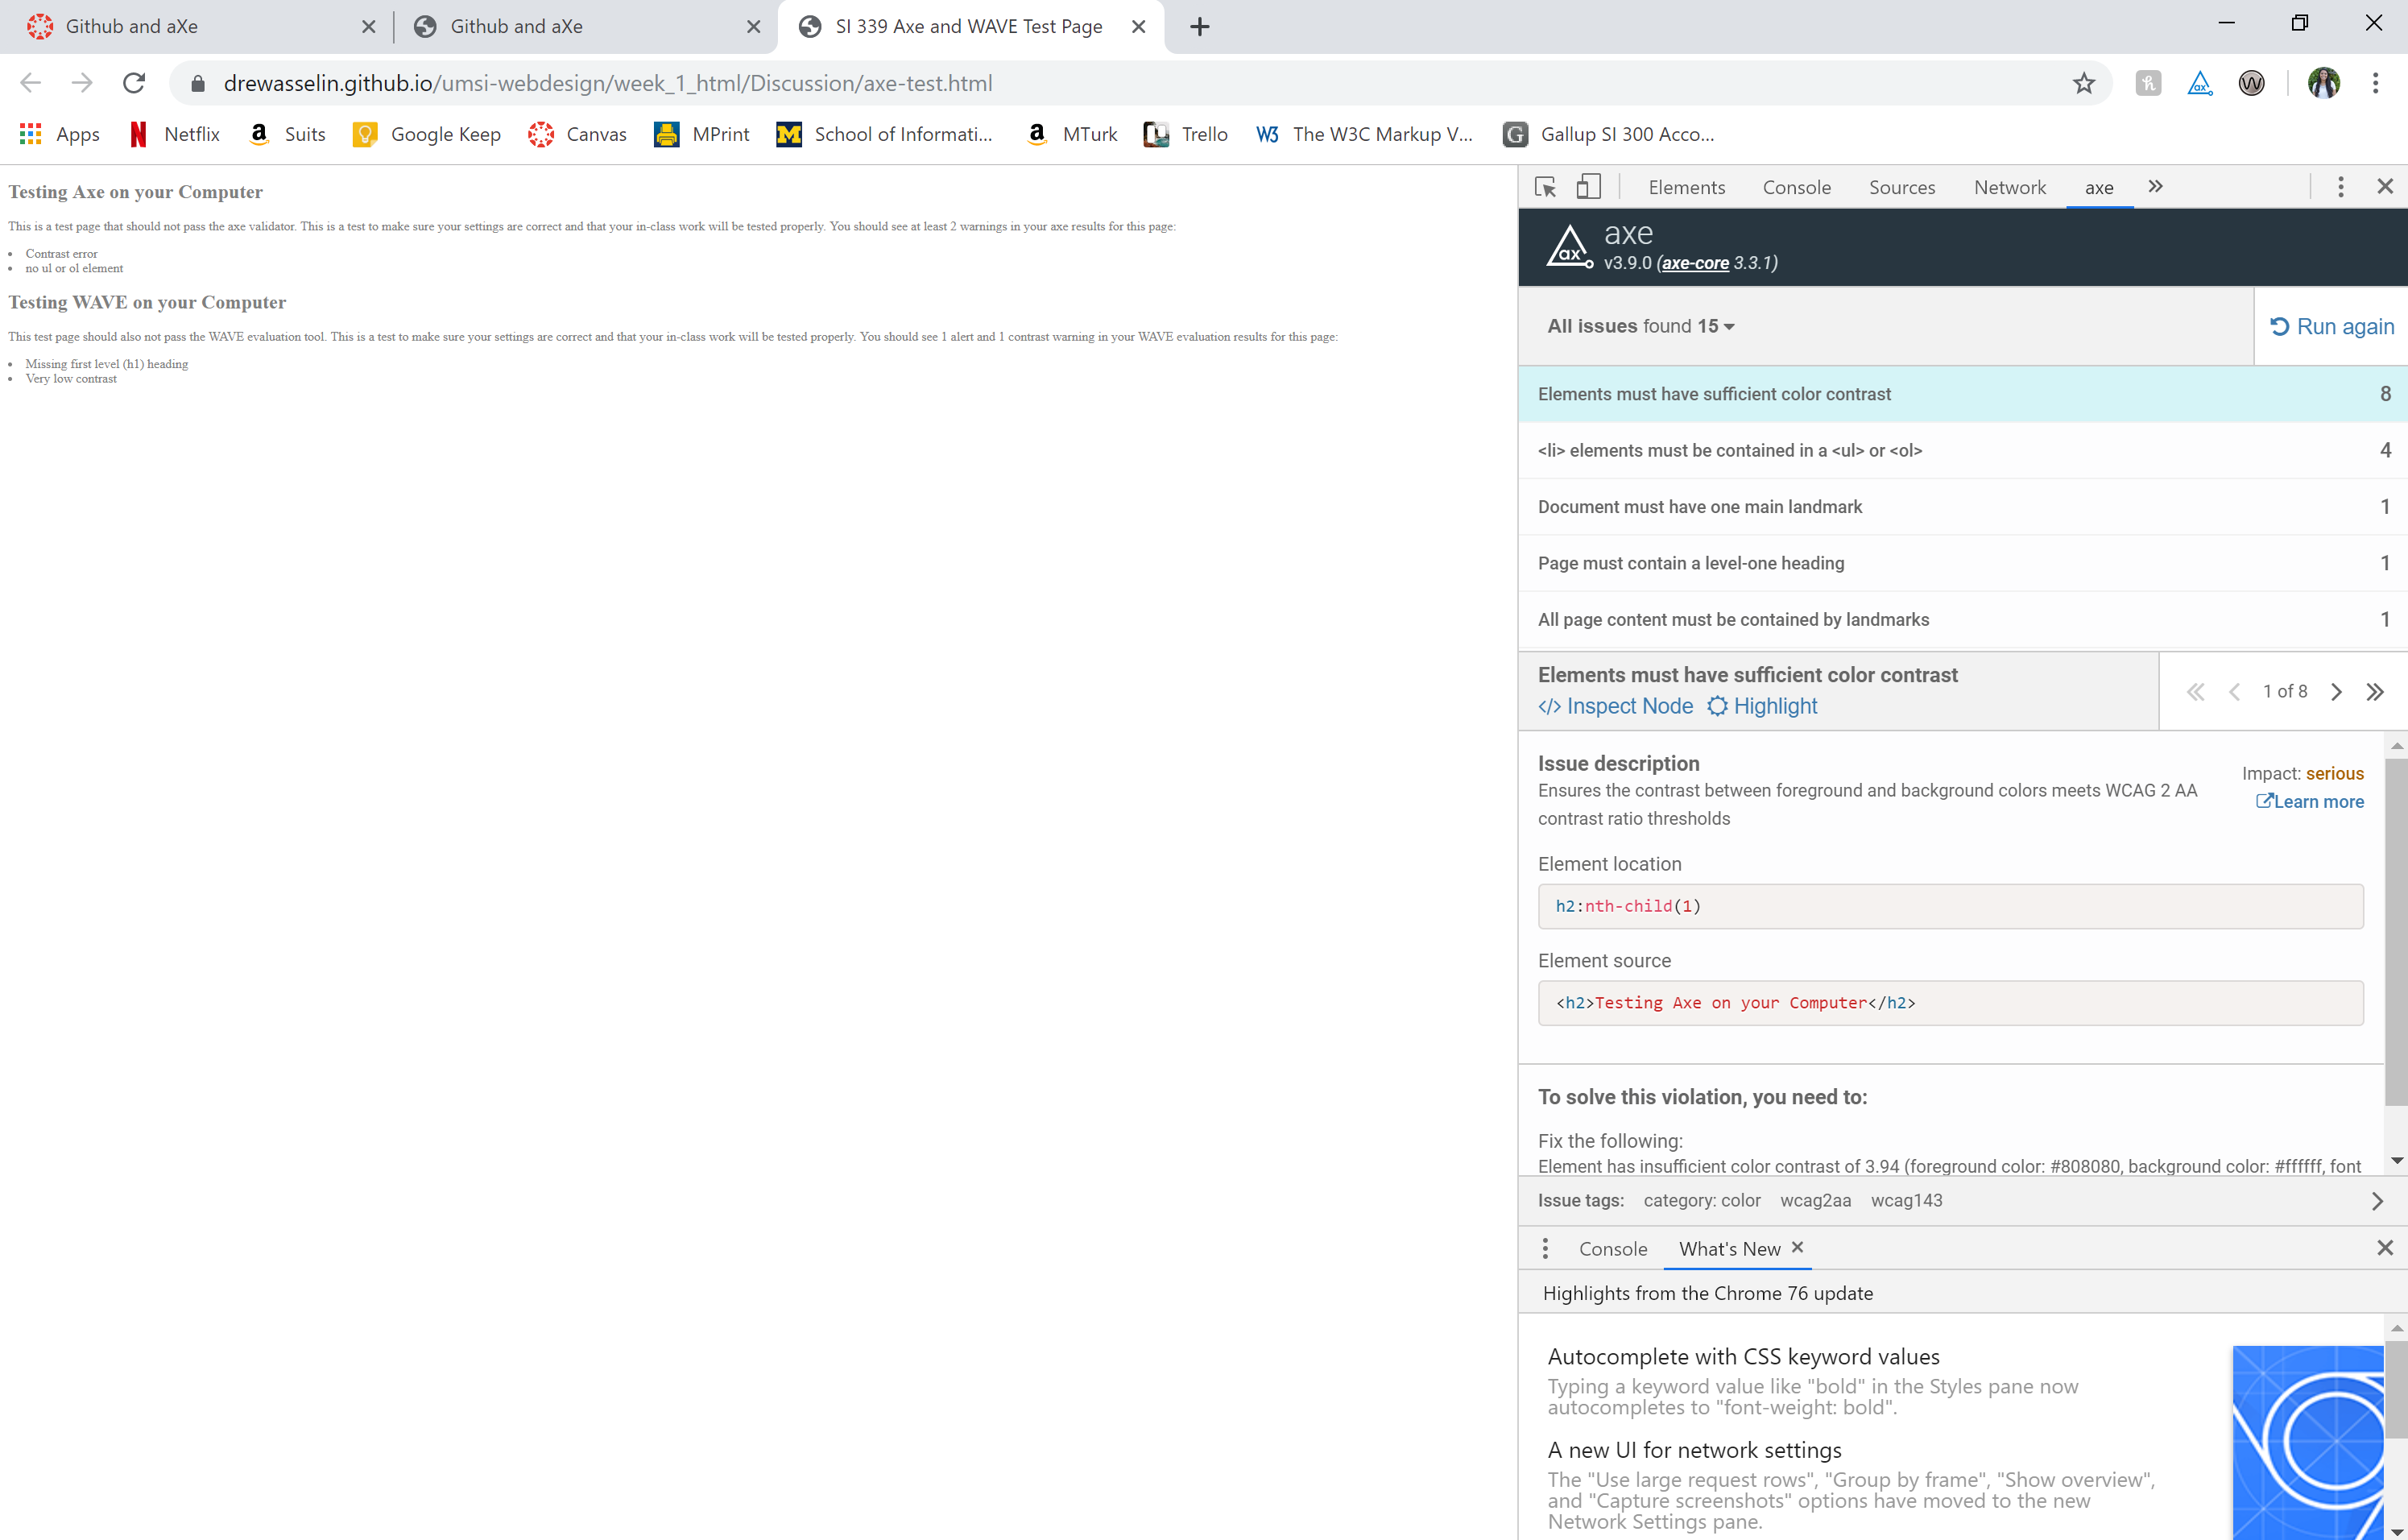 Github and aXe
Github and aXe
SI 339 Axe and WAVE Test Page
drewasselin.github.io/umsi-webdesign/week_1_html/Discussion/axe-test.html
Apps Netflix Suits Google Keep Canvas MPrint School of Informati... MTurk Trello The W3C Markup V... Gallup SI 300 Acco...
Testing Axe on your Computer
This is a test page that should not pass the axe validator. This is a test to make sure your settings are correct and that your in-class work will be tested properly. You should see at least 2 warnings in your axe results for this page:
• Contrast error
• no ul or ol element
Testing WAVE on your Computer
This test page should also not pass the WAVE evaluation tool. This is a test to make sure your settings are correct and that your in-class work will be tested properly. You should see 1 alert and 1 contrast warning in your WAVE evaluation results for this page:
• Missing first level (h1) heading
• Very low contrast
Elements Console Sources Network axe
ax
axe
v3.9.0 (axe-core 3.3.1)
All issues found 15
Run again
Elements must have sufficient color contrast 8
<li> elements must be contained in a <ul> or <ol> 4
Document must have one main landmark 1
Page must contain a level-one heading 1
All page content must be contained by landmarks 1
Elements must have sufficient color contrast
</> Inspect Node Highlight
1 of 8
Issue description
Impact: serious
Learn more
Ensures the contrast between foreground and background colors meets WCAG 2 AA
contrast ratio thresholds
Element location
h2:nth-child(1)
Element source
<h2>Testing Axe on your Computer</h2>
To solve this violation, you need to:
Fix the following:
Element has insufficient color contrast of 3.94 (foreground color: #808080, background color: #ffffff, font
Issue tags: category: color wcag2aa wcag143
Console What's New
Highlights from the Chrome 76 update
Autocomplete with CSS keyword values
Typing a keyword value like "bold" in the Styles pane now
autocompletes to "font-weight: bold".
A new UI for network settings
The "Use large request rows", "Group by frame", "Show overview",
and "Capture screenshots" options have moved to the new
Network Settings pane.